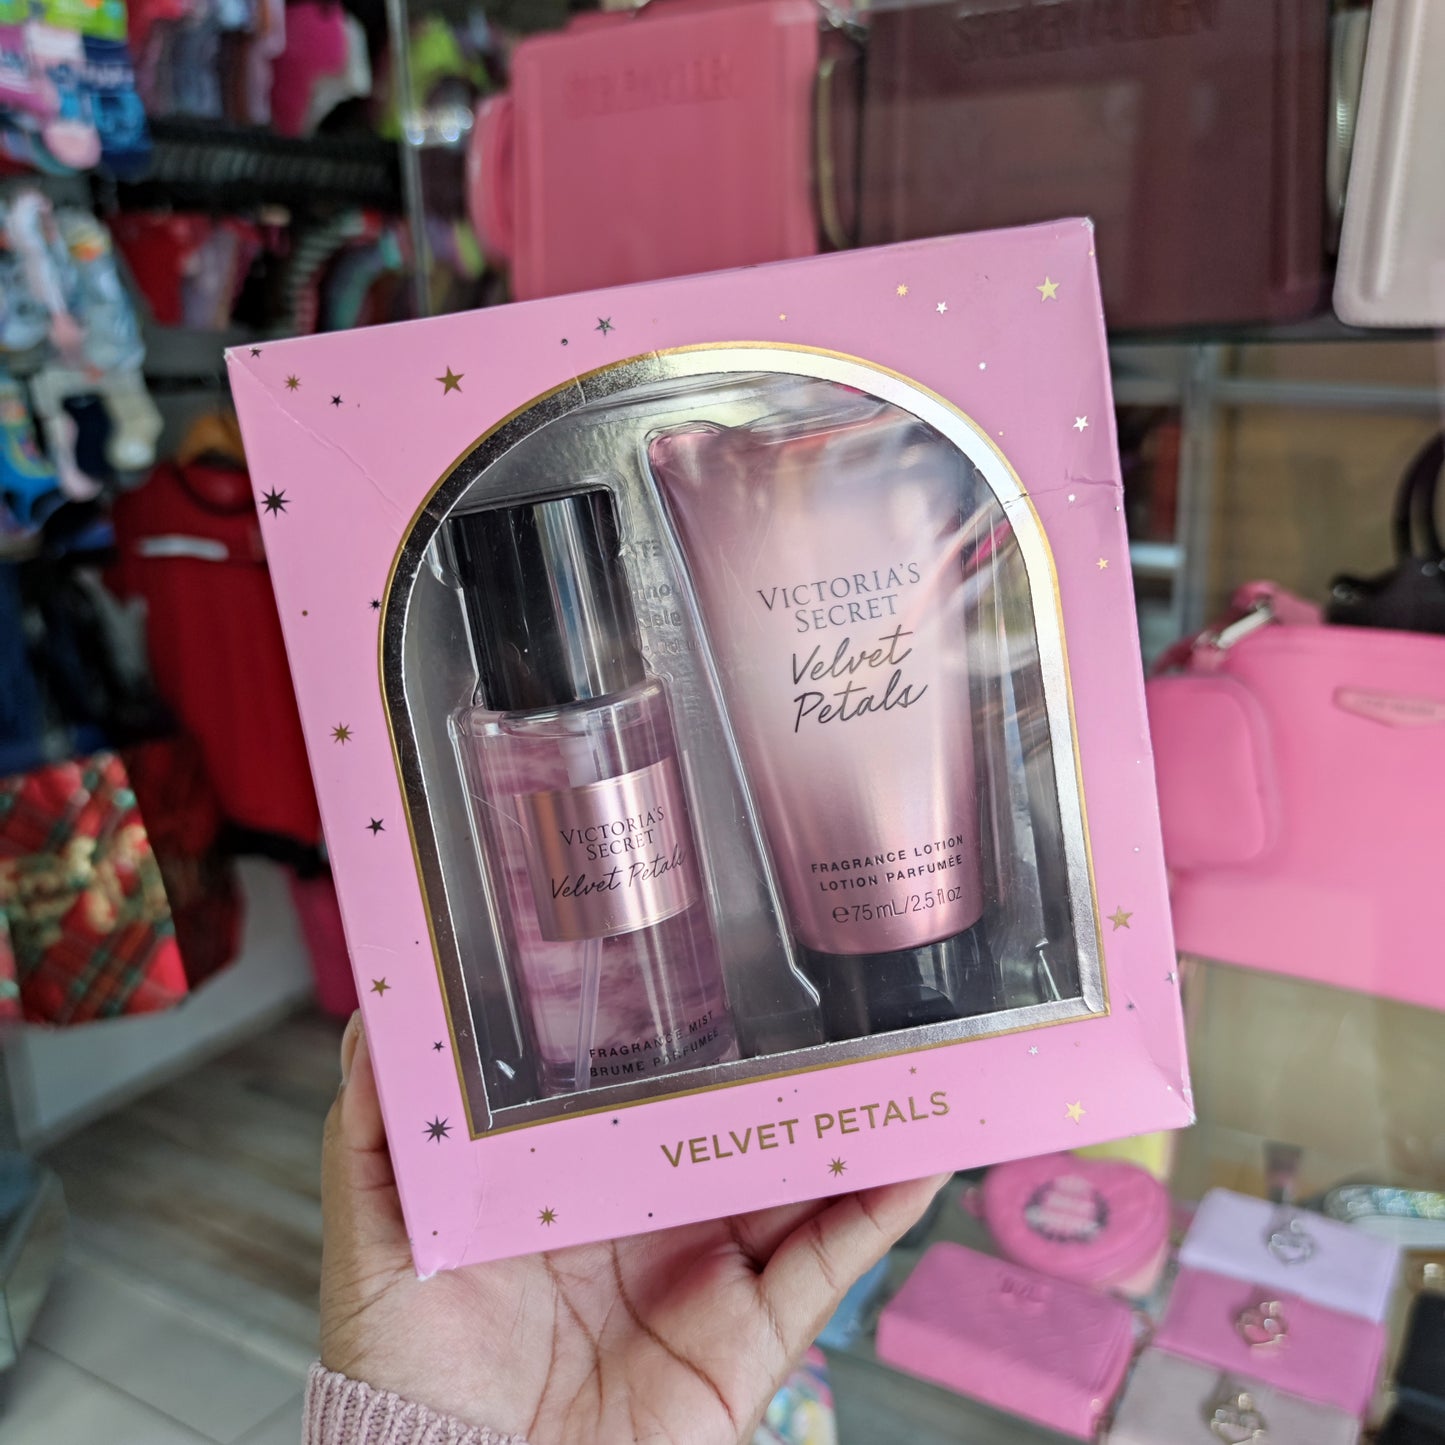 VICTORIA'S
SECRET
Velvet
Petals
FRAGRANCE LOTION
LOTION PARFUMÉE
℮75 mL/2.5 fl oz
VICTORIA'S
SECRET
Velvet Petals
FRAGRANCE MIST
BRUME PARFUMÉE
VELVET PETALS